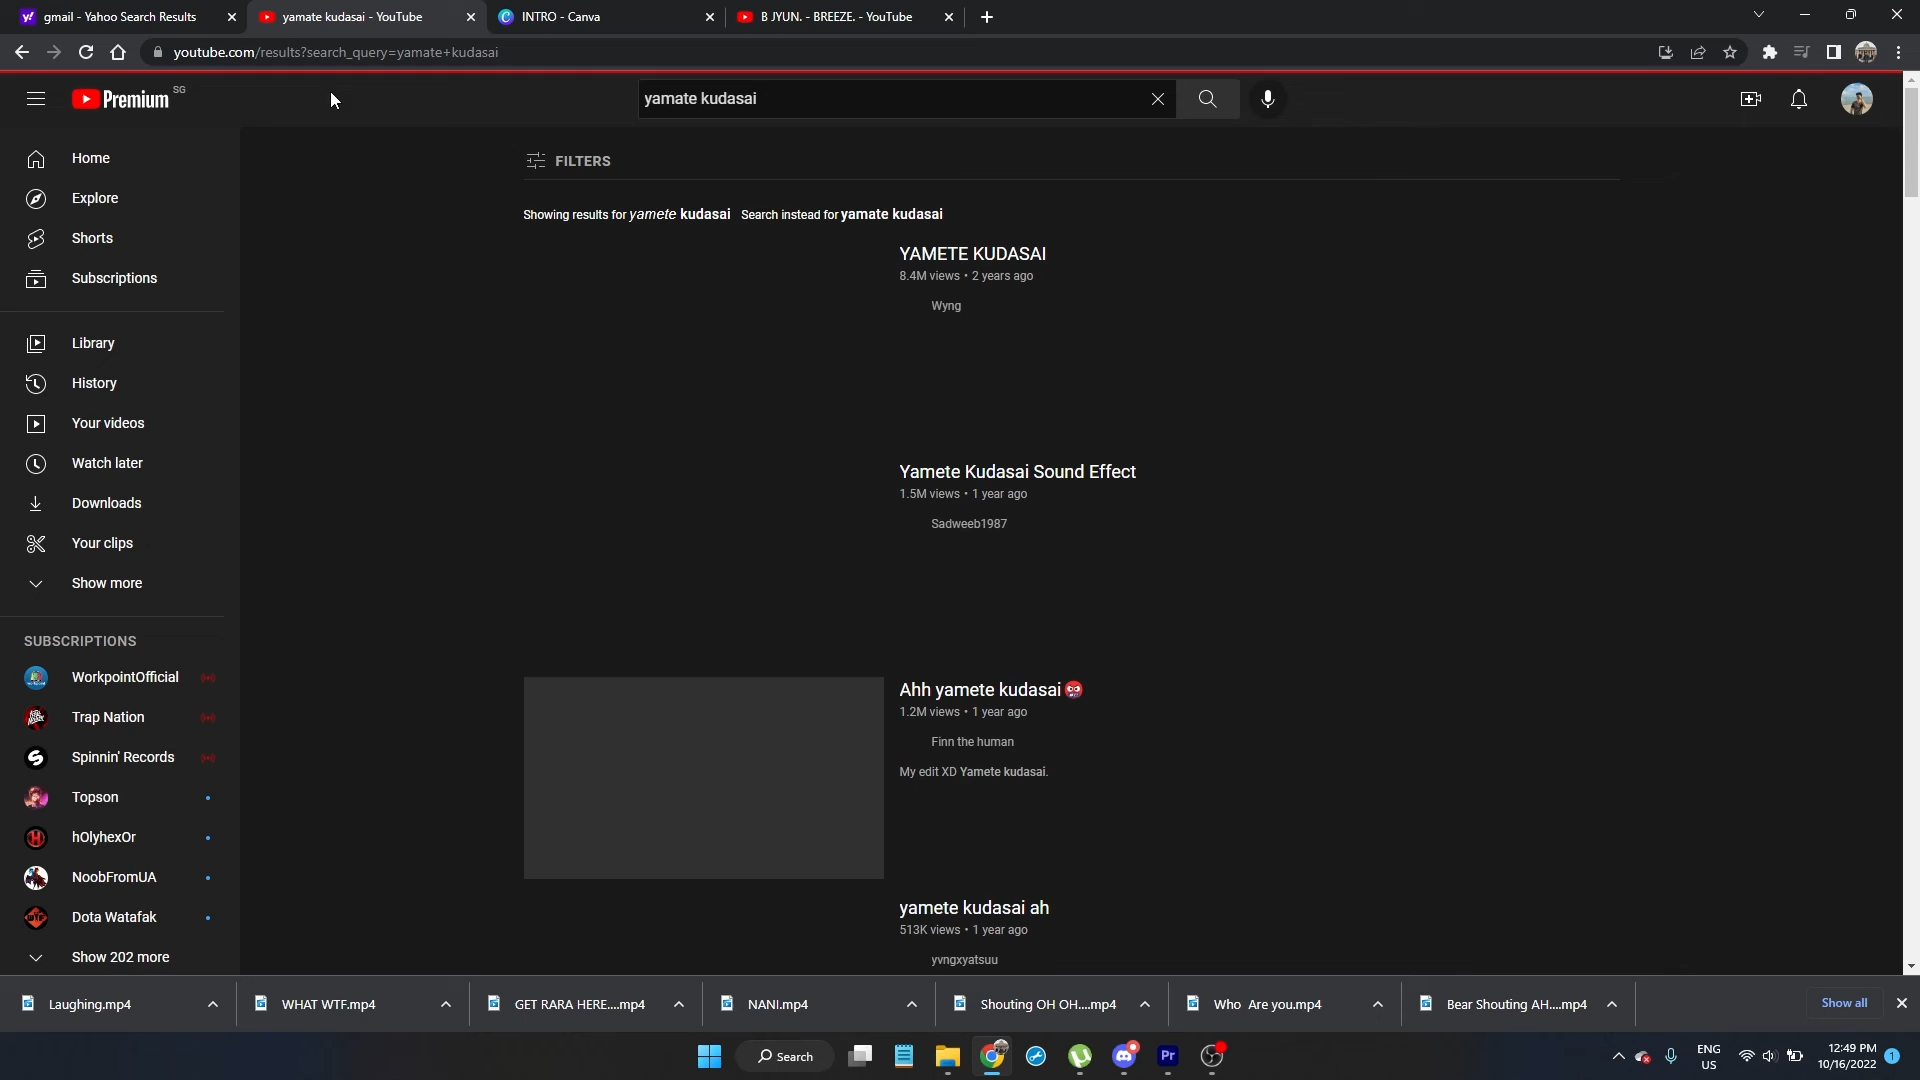 gmail - Yahoo Search Results
yamate kudasai - YouTube
INTRO - Canva
B JYUN. - BREEZE. - YouTube
youtube.com/results?search_query=yamate+kudasai
Premium SG
yamate kudasai
Home
Explore
Shorts
Subscriptions
Library
History
Your videos
Watch later
Downloads
Your clips
Show more
SUBSCRIPTIONS
WorkpointOfficial
Trap Nation
Spinnin' Records
Topson
hOlyhexOr
NoobFromUA
Dota Watafak
Show 202 more
FILTERS
Showing results for yamete kudasai Search instead for yamate kudasai
YAMETE KUDASAI
8.4M views • 2 years ago
Wyng
Yamete Kudasai Sound Effect
1.5M views • 1 year ago
Sadweeb1987
Ahh yamete kudasai👹
1.2M views • 1 year ago
Finn the human
My edit XD Yamete kudasai.
yamete kudasai ah
513K views • 1 year ago
yvngxyatsuu
Laughing.mp4
WHAT WTF.mp4
GET RARA HERE....mp4
NANI.mp4
Shouting OH OH....mp4
Who Are you.mp4
Bear Shouting AH....mp4
Show all
Search
Pr
ENG
US
12:49 PM
10/16/2022
1